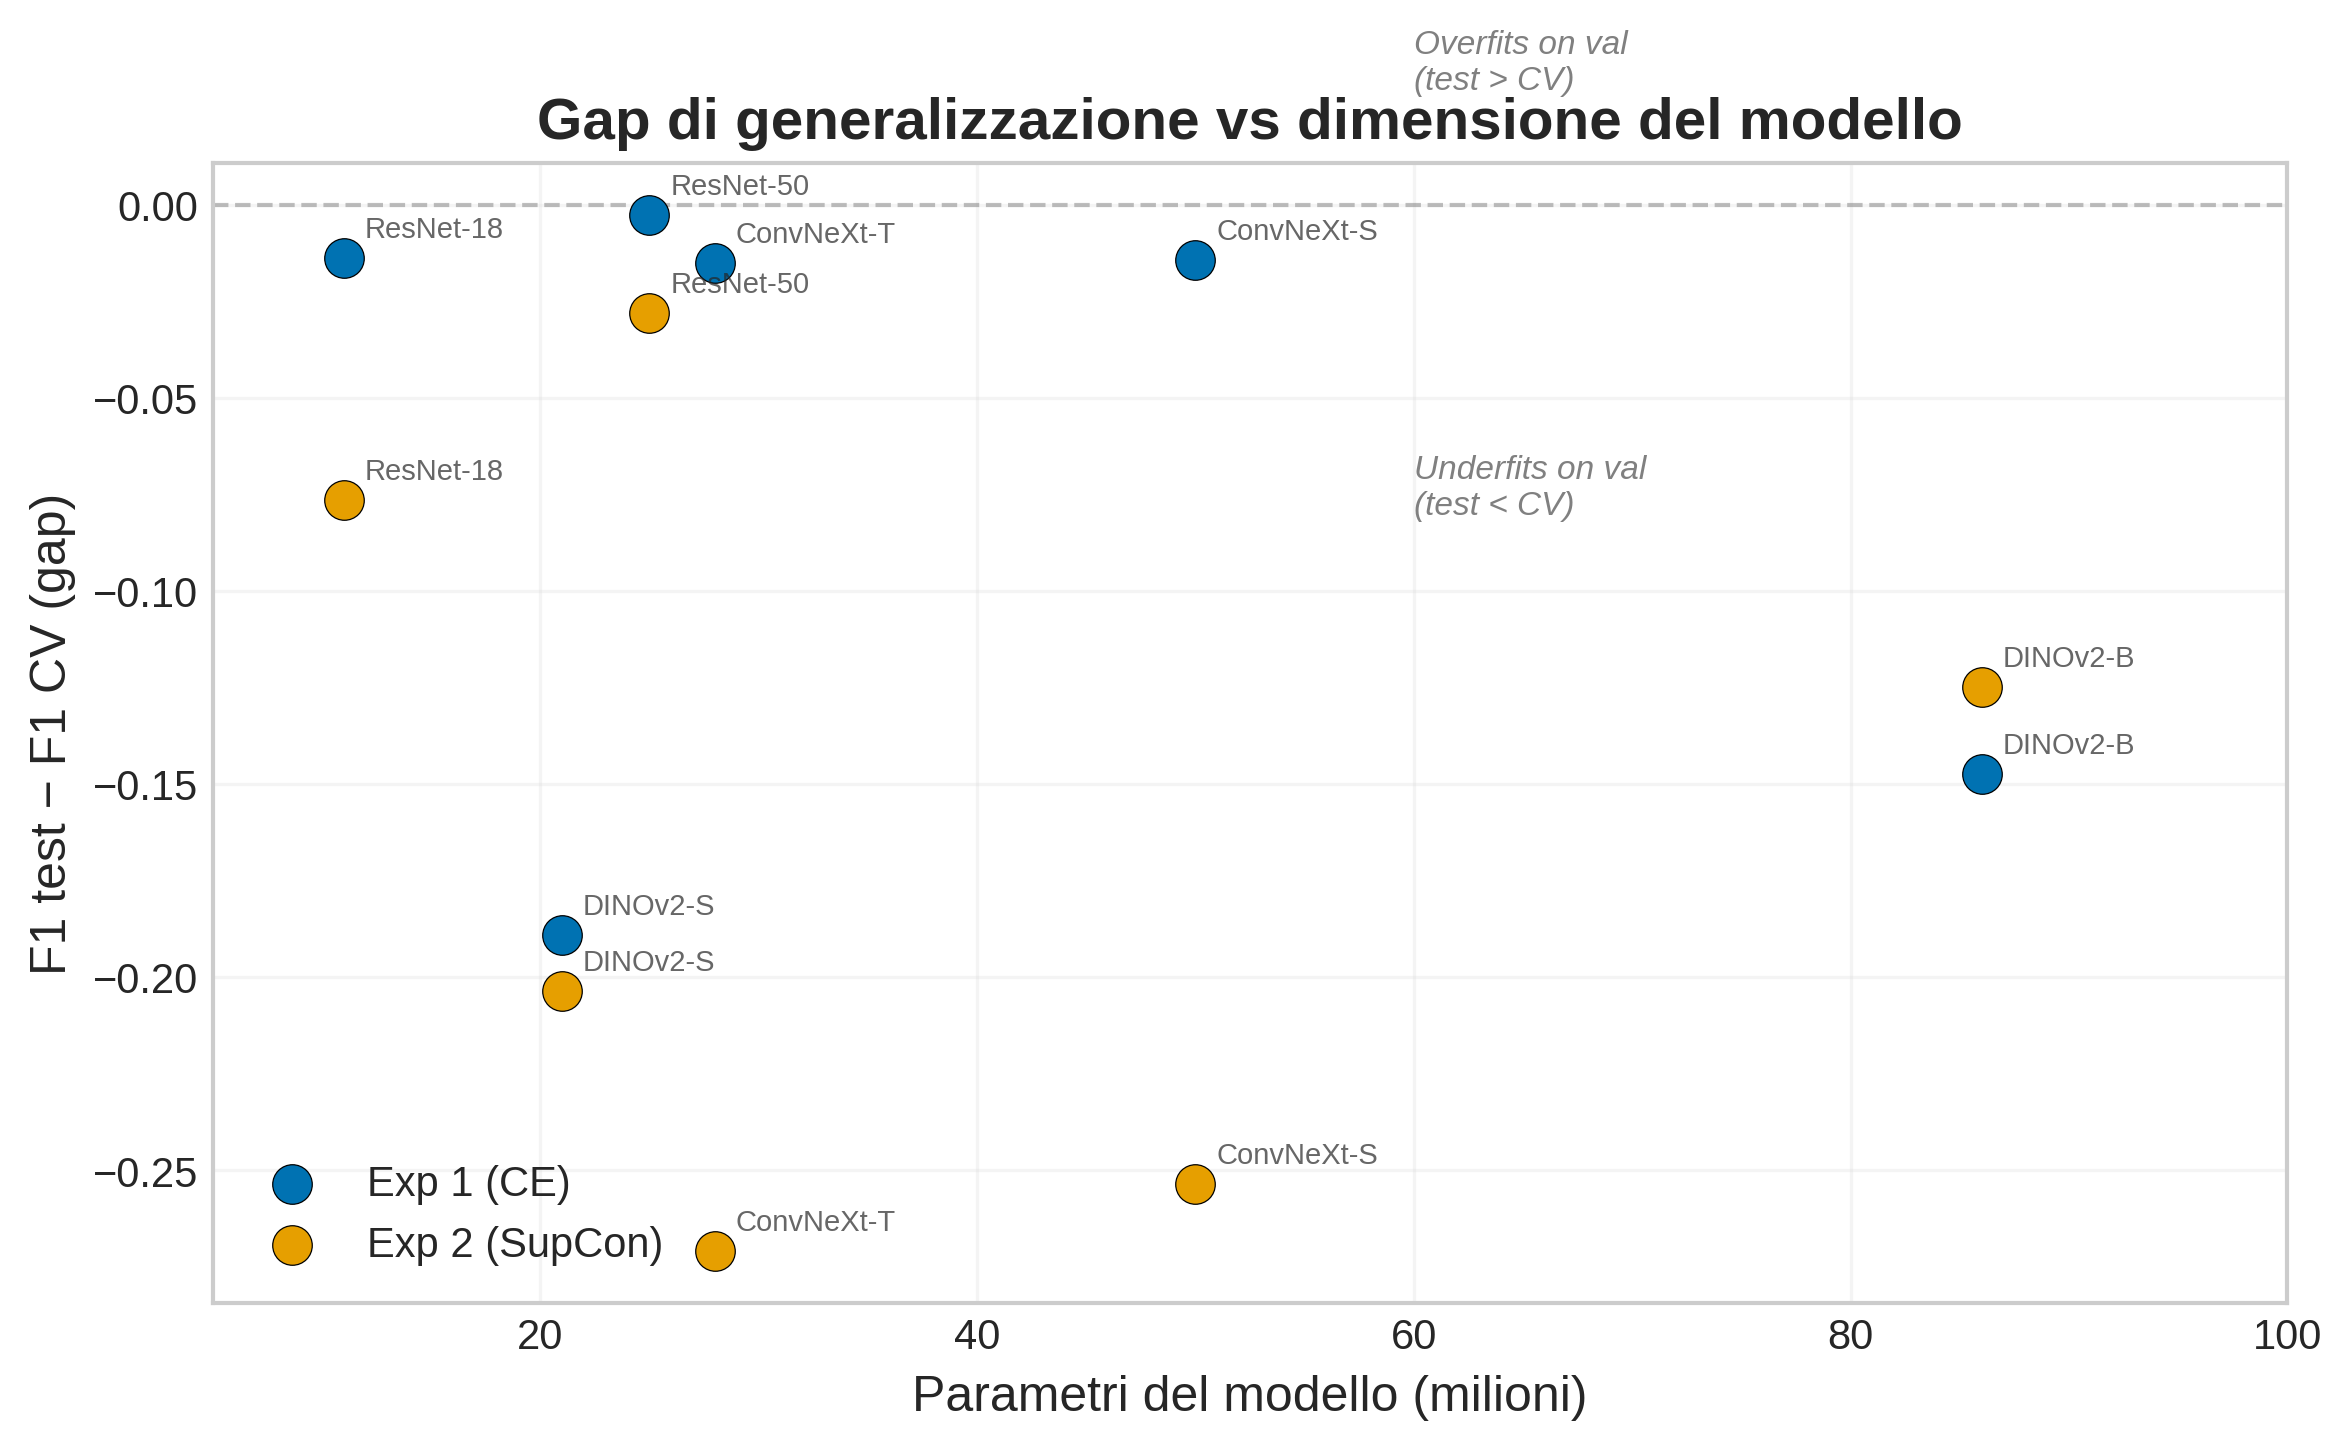 Overfits on val
(test > CV)
Gap di generalizzazione vs dimensione del modello
0.00
−0.05
−0.10
−0.15
−0.20
−0.25
F1 test − F1 CV (gap)
ResNet-50
ResNet-18
ConvNeXt-T
ConvNeXt-S
ResNet-50
ResNet-18
Underfits on val
(test < CV)
DINOv2-B
DINOv2-B
DINOv2-S
DINOv2-S
ConvNeXt-S
ConvNeXt-T
Exp 1 (CE)
Exp 2 (SupCon)
20
40
60
80
100
Parametri del modello (milioni)